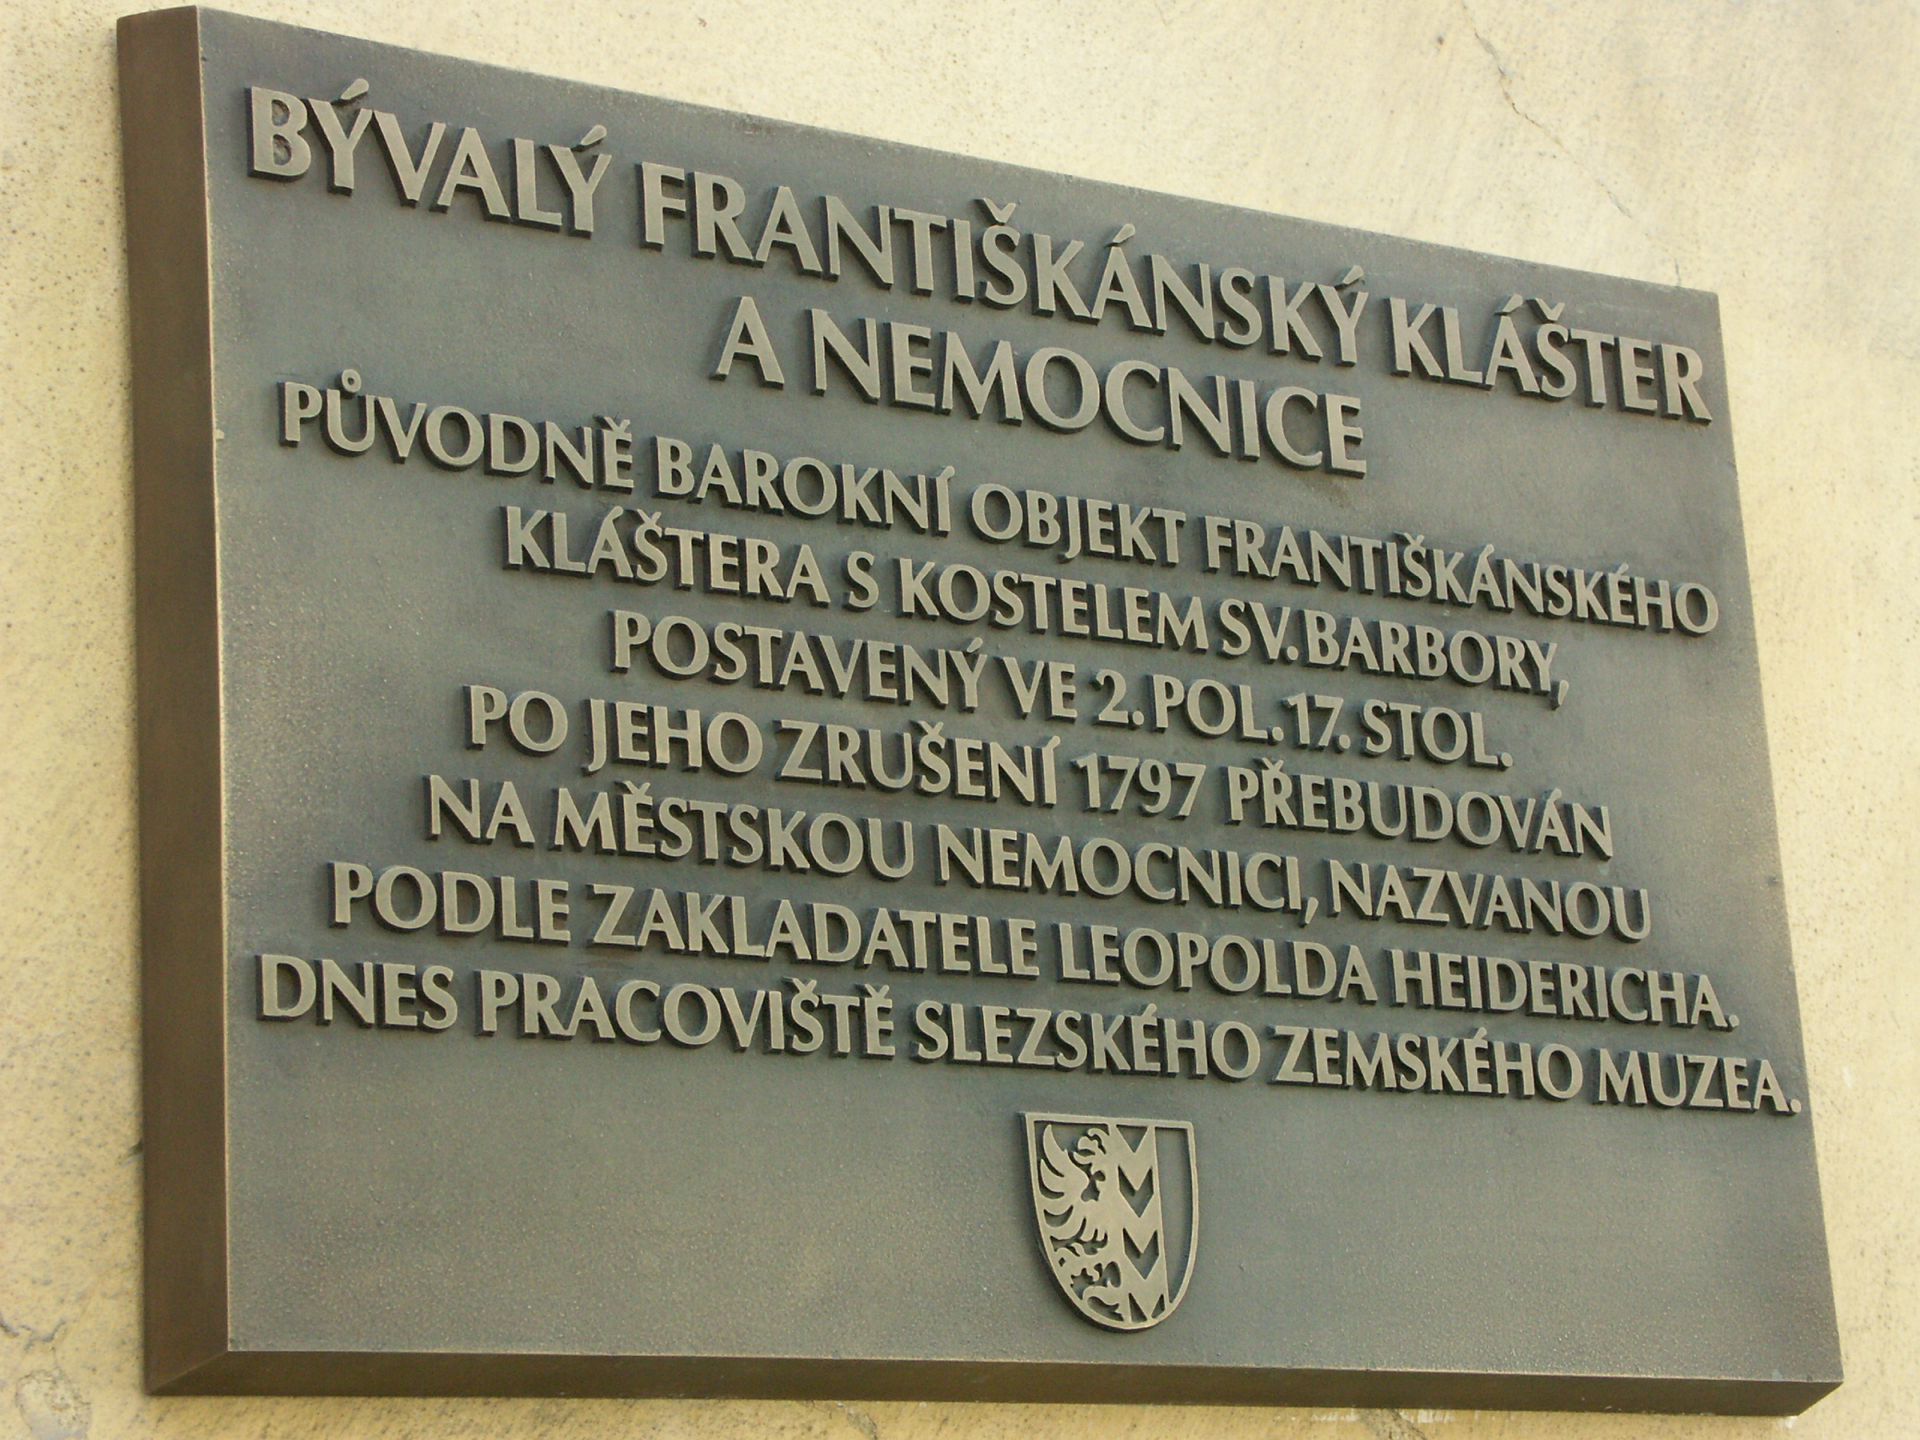 BÝVALÝ FRANTIŠKÁNSKÝ KLÁŠTER
A NEMOCNICE
PŮVODNĚ BAROKNÍ OBJEKT FRANTIŠKÁNSKÉHO
KLÁŠTERA S KOSTELEM SV. BARBORY,
POSTAVENÝ VE 2. POL. 17. STOL.
PO JEHO ZRUŠENÍ 1797 PŘEBUDOVÁN
NA MĚSTSKOU NEMOCNICI, NAZVANOU
PODLE ZAKLADATELE LEOPOLDA HEIDERICHA.
DNES PRACOVIŠTĚ SLEZSKÉHO ZEMSKÉHO MUZEA.